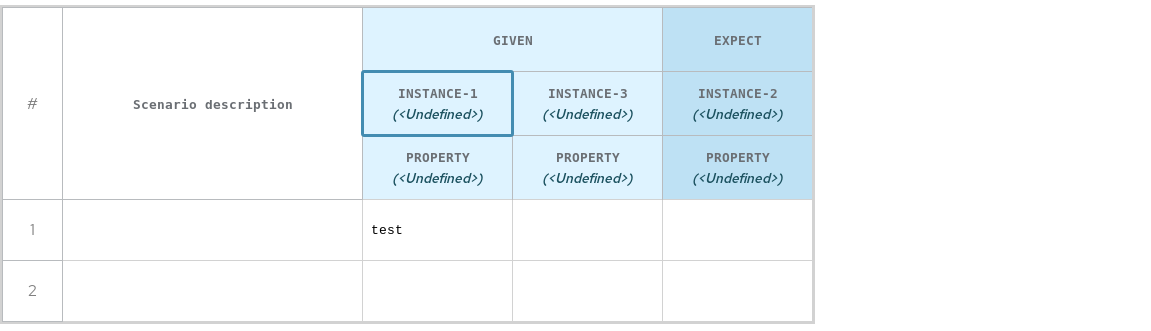 #
Scenario description
GIVEN
EXPECT
INSTANCE-1
(<Undefined>)
INSTANCE-3
(<Undefined>)
INSTANCE-2
(<Undefined>)
PROPERTY
(<Undefined>)
PROPERTY
(<Undefined>)
PROPERTY
(<Undefined>)
1
test
2